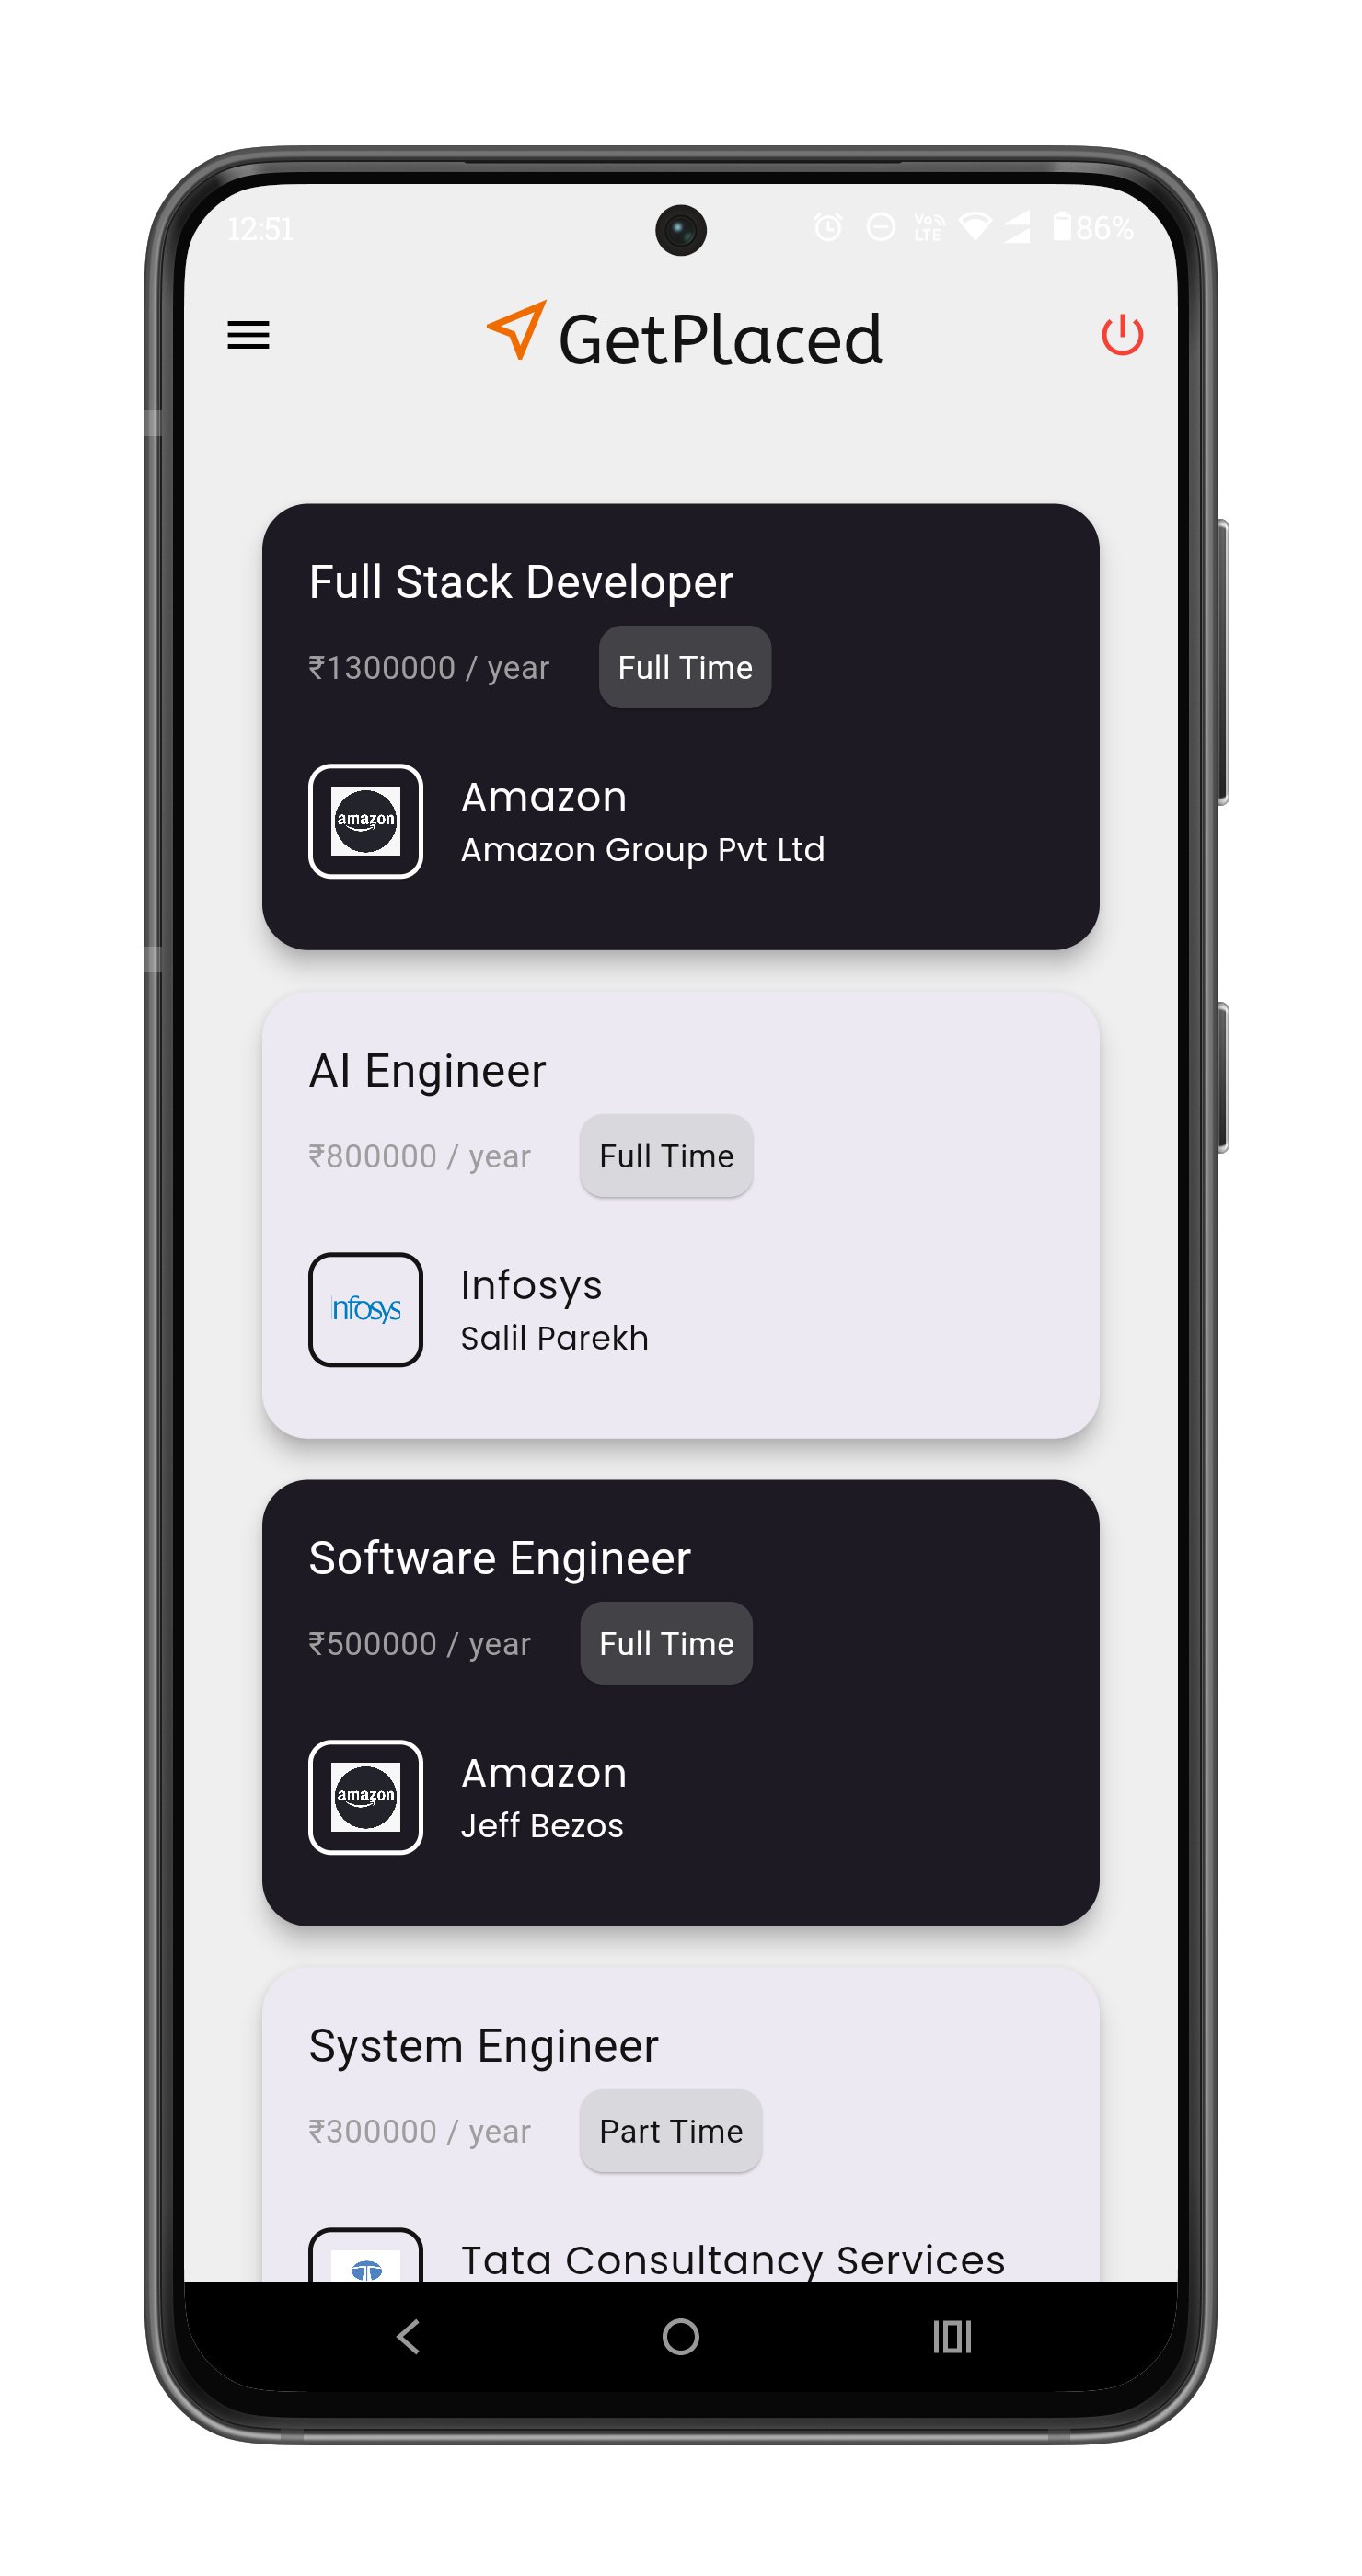 12:51
Vo
LTE
86%
GetPlaced
Full Stack Developer
₹1300000 / year
Full Time
amazon
Amazon
Amazon Group Pvt Ltd
AI Engineer
₹800000 / year
Full Time
Infosys
Infosys
Salil Parekh
Software Engineer
₹500000 / year
Full Time
amazon
Amazon
Jeff Bezos
System Engineer
₹300000 / year
Part Time
Tata Consultancy Services